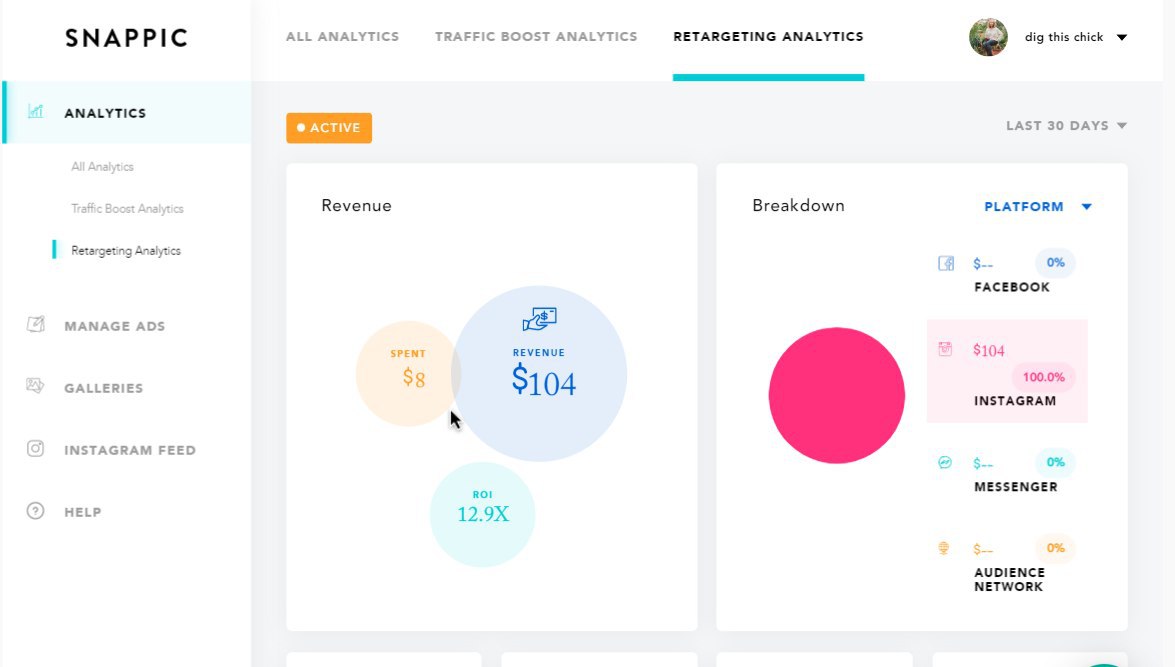 SNAPPIC
ALL ANALYTICS
TRAFFIC BOOST ANALYTICS
RETARGETING ANALYTICS
dig this chick
ANALYTICS
All Analytics
Traffic Boost Analytics
Retargeting Analytics
MANAGE ADS
GALLERIES
INSTAGRAM FEED
HELP
ACTIVE
LAST 30 DAYS
Revenue
SPENT
$8
REVENUE
$104
ROI
12.9X
Breakdown
PLATFORM
$-- 0%
FACEBOOK
$104
100.0%
INSTAGRAM
$-- 0%
MESSENGER
$-- 0%
AUDIENCE
NETWORK